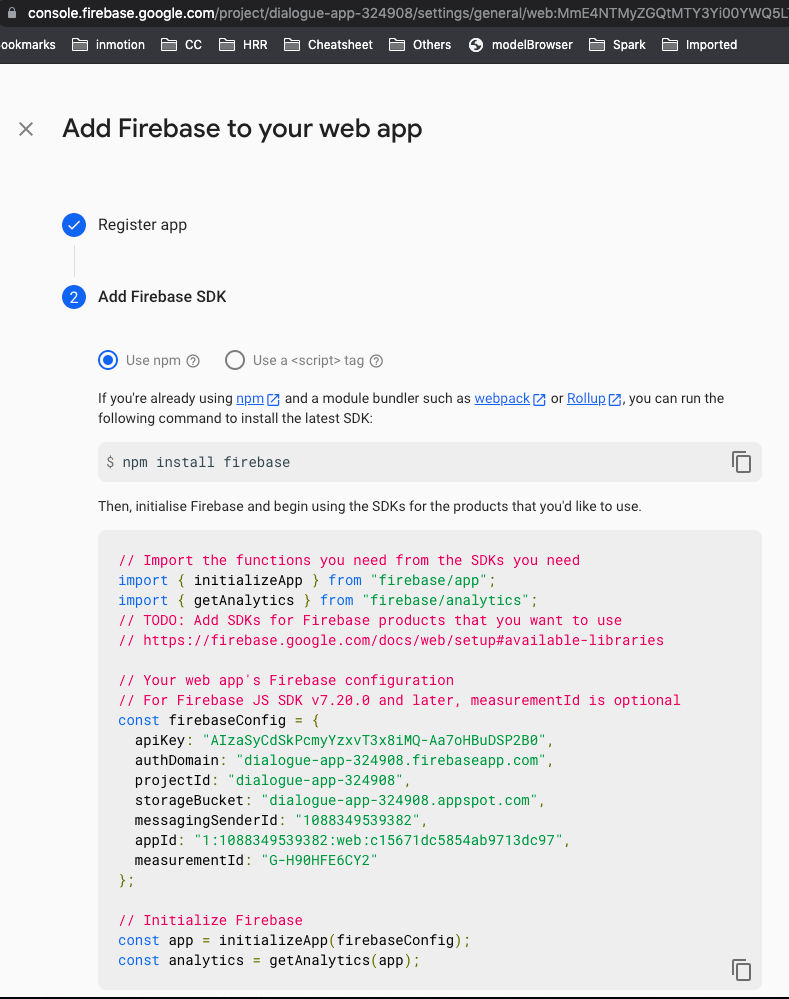 console.firebase.google.com/project/dialogue-app-324908/settings/general/web:MmE4NTMyZGQtMTY3Yi00YWQ5L
ookmarks inmotion CC HRR Cheatsheet Others modelBrowser Spark Imported
Add Firebase to your web app
Register app
2 Add Firebase SDK
Use npm ? Use a <script> tag ?
If you're already using npm and a module bundler such as webpack or Rollup, you can run the
following command to install the latest SDK:
$ npm install firebase
Then, initialise Firebase and begin using the SDKs for the products that you'd like to use.
// Import the functions you need from the SDKs you need
import { initializeApp } from "firebase/app";
import { getAnalytics } from "firebase/analytics";
// TODO: Add SDKs for Firebase products that you want to use
// https://firebase.google.com/docs/web/setup#available-libraries
// Your web app's Firebase configuration
// For Firebase JS SDK v7.20.0 and later, measurementId is optional
const firebaseConfig = {
apiKey: "AIzaSyCdSkPcmyYzxvT3x8iMQ-Aa7oHBuDSP2B0",
authDomain: "dialogue-app-324908.firebaseapp.com",
projectId: "dialogue-app-324908",
storageBucket: "dialogue-app-324908.appspot.com",
messagingSenderId: "1088349539382",
appId: "1:1088349539382:web:c15671dc5854ab9713dc97",
measurementId: "G-H90HFE6CY2"
};
// Initialize Firebase
const app = initializeApp(firebaseConfig);
const analytics = getAnalytics(app);